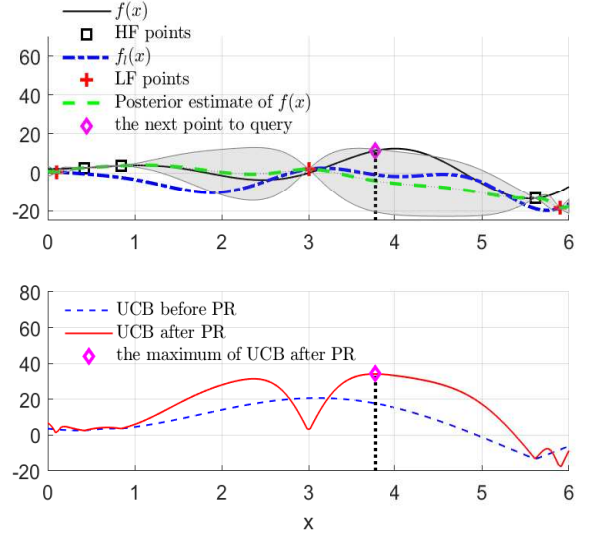 f(x)
HF points
f_l(x)
LF points
Posterior estimate of f(x)
the next point to query
60
40
20
0
-20
0 1 2 3 4 5 6
80
UCB before PR
60
UCB after PR
the maximum of UCB after PR
40
20
0
-20
0 1 2 3 4 5 6
x